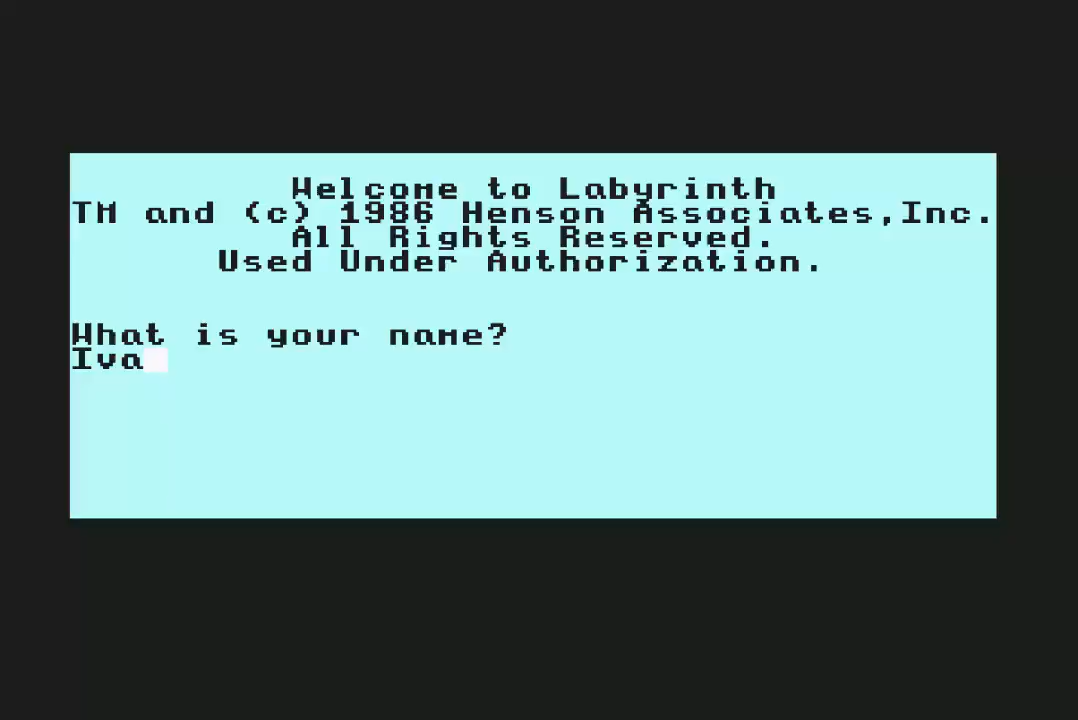 Welcome to Labyrinth
TM and (c) 1986 Henson Associates,Inc.
All Rights Reserved.
Used Under Authorization.
What is your name?
Iva